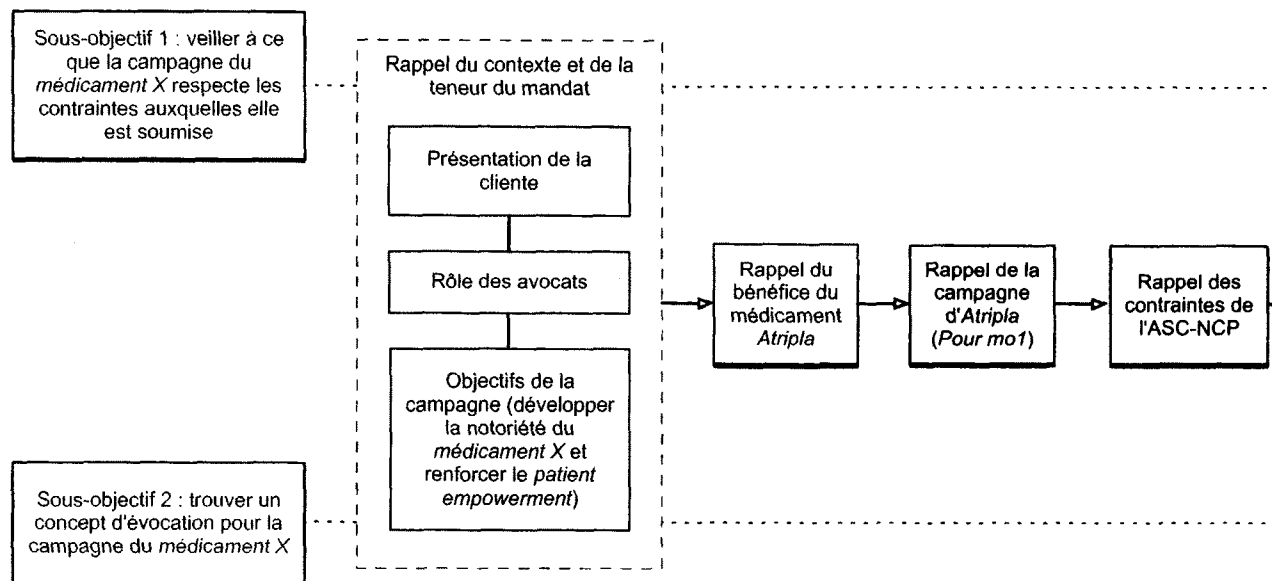 Sous-objectif 1 : veiller à ce
que la campagne du
médicament X respecte les
contraintes auxquelles elle
est soumise
Rappel du contexte et de la
teneur du mandat
Présentation de la
cliente
Rôle des avocats
Objectifs de la
campagne (développer
la notoriété du
médicament X et
renforcer le patient
empowerment)
Sous-objectif 2 : trouver un
concept d'évocation pour la
campagne du médicament X
Rappel du
bénéfice du
médicament
Atripla
Rappel de la
campagne
d'Atripla
(Pour mo1)
Rappel des
contraintes de
l'ASC-NCP